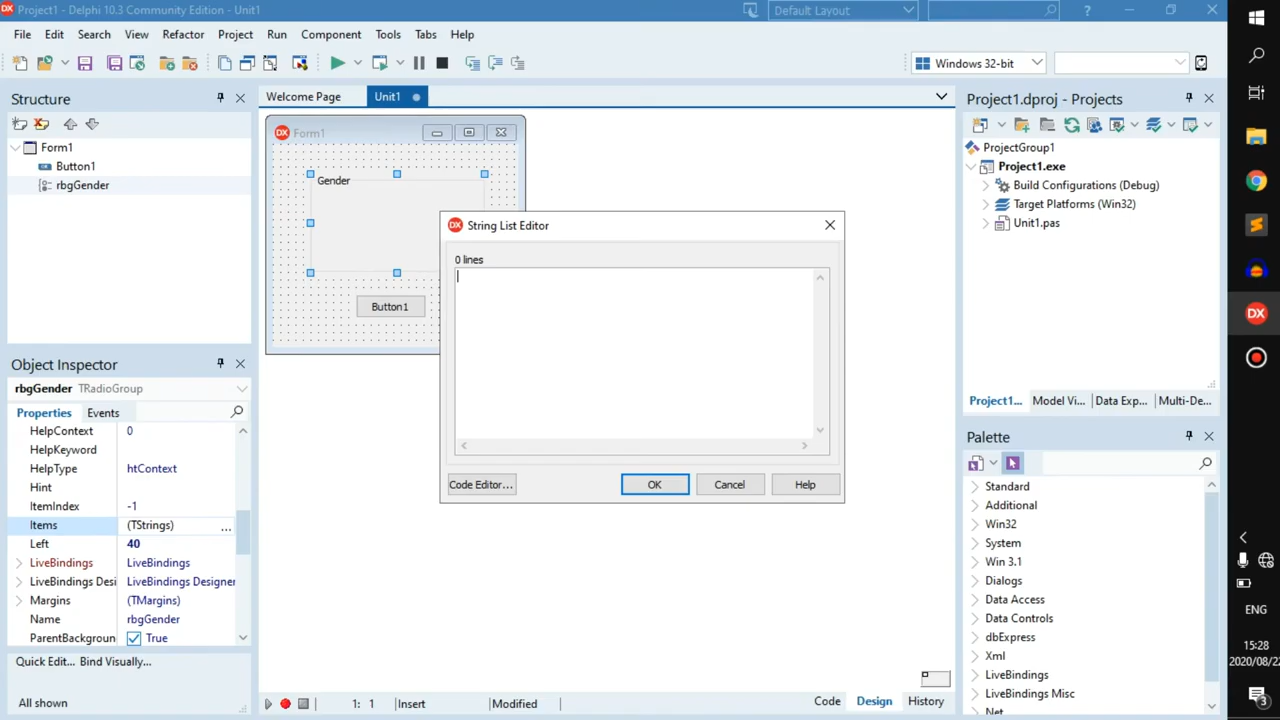 DX Project1 - Delphi 10.3 Community Edition - Unit1
Default Layout
?
File Edit Search View Refactor Project Run Component Tools Tabs Help
Windows 32-bit
Structure
Form1
Button1
rbgGender
Welcome Page
Unit1
DX Form1
Gender
Button1
DX String List Editor
0 lines
Code Editor...
OK
Cancel
Help
Object Inspector
rbgGender TRadioGroup
Properties Events
HelpContext 0
HelpKeyword
HelpType htContext
Hint
ItemIndex -1
Items (TStrings) ...
Left 40
LiveBindings LiveBindings
LiveBindings Desi LiveBindings Designer
Margins (TMargins)
Name rbgGender
ParentBackgroun True
Quick Edit... Bind Visually...
All shown
1: 1
Insert
Modified
Code Design History
Project1.dproj - Projects
ProjectGroup1
Project1.exe
Build Configurations (Debug)
Target Platforms (Win32)
Unit1.pas
Project1... Model Vi... Data Exp... Multi-De...
Palette
Standard
Additional
Win32
System
Win 3.1
Dialogs
Data Access
Data Controls
dbExpress
Xml
LiveBindings
LiveBindings Misc
Net
DX
ENG
15:28
2020/08/22
3